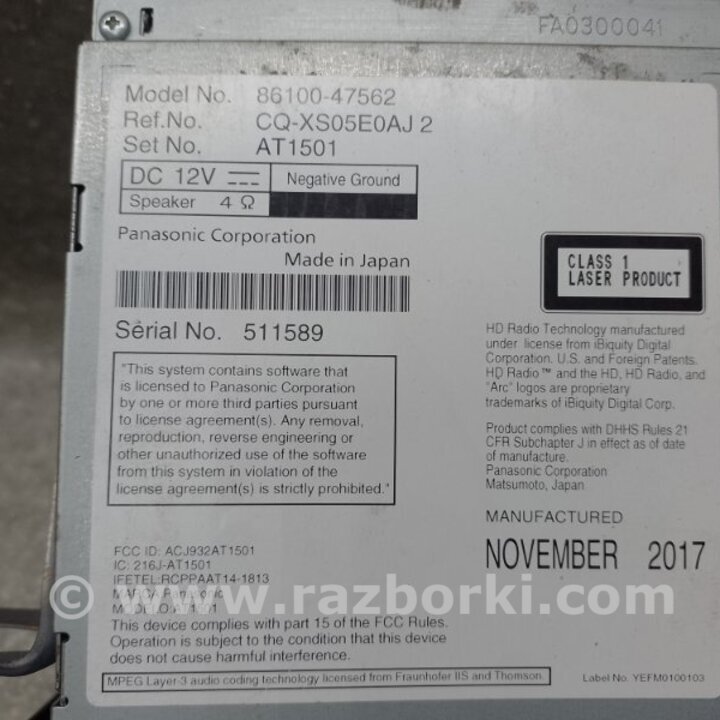 FA0300041
Model No. 86100-47562
Ref.No. CQ-XS05E0AJ 2
Set No. AT1501
DC 12V
Negative Ground
Speaker 4 Ω
Panasonic Corporation
Made in Japan
CLASS 1
LASER PRODUCT
Serial No. 511589
"This system contains software that
is licensed to Panasonic Corporation
by one or more third parties pursuant
to license agreement(s). Any removal,
reproduction, reverse engineering or
other unauthorized use of the software
from this system in violation of the
license agreement(s) is strictly prohibited."
HD Radio Technology manufactured
under license from iBiquity Digital
Corporation. U.S. and Foreign Patents.
HD Radio™ and the HD, HD Radio, and
"Arc" logos are proprietary
trademarks of iBiquity Digital Corp.
Product complies with DHHS Rules 21
CFR Subchapter J in effect as of date
of manufacture.
Panasonic Corporation
Matsumoto, Japan
MANUFACTURED
NOVEMBER 2017
FCC ID: ACJ932AT1501
IC: 216J-AT1501
IFETEL:RCPPAAT14-1813
MARCA:Panasonic
MODELO:AT1501
© www.razborki.com
This device complies with part 15 of the FCC Rules.
Operation is subject to the condition that this device
does not cause harmful interference.
MPEG Layer-3 audio coding technology licensed from Fraunhofer IIS and Thomson.
Label No. YEFM0100103